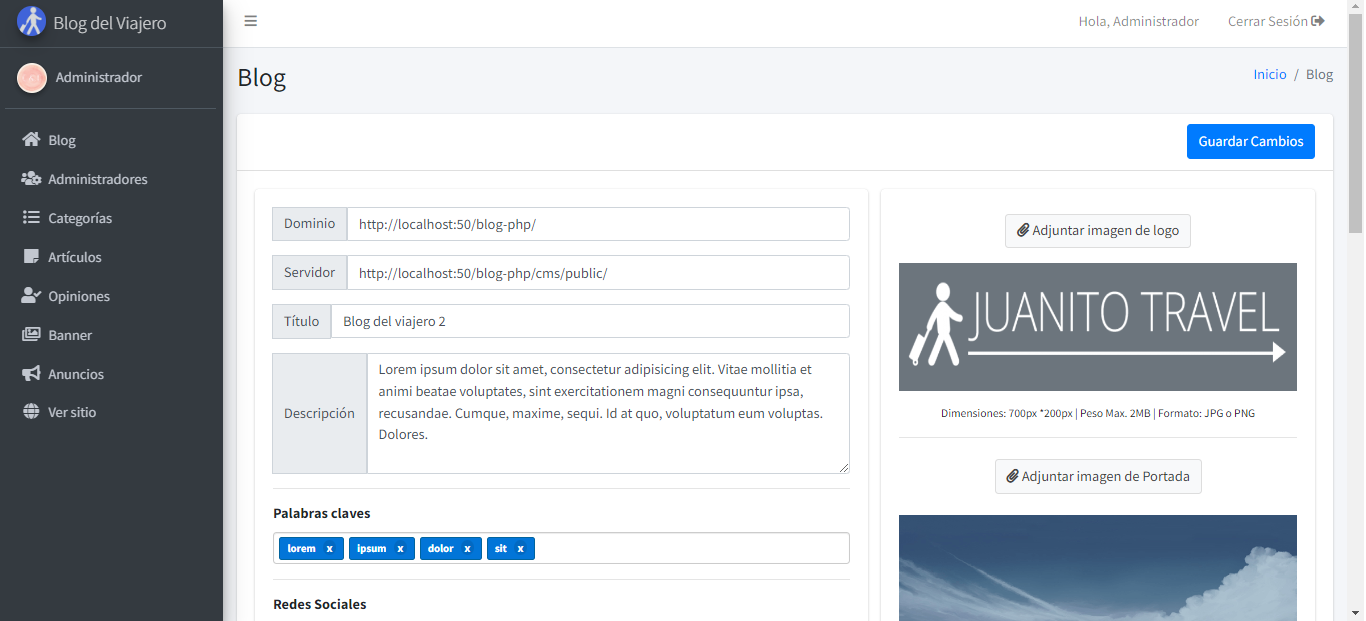 Blog del Viajero
Hola, Administrador
Cerrar Sesión
Administrador
Blog
Administradores
Categorías
Artículos
Opiniones
Banner
Anuncios
Ver sitio
Blog
Inicio / Blog
Guardar Cambios
Dominio http://localhost:50/blog-php/
Servidor http://localhost:50/blog-php/cms/public/
Título Blog del viajero 2
Descripción
Lorem ipsum dolor sit amet, consectetur adipisicing elit. Vitae mollitia et
animi beatae voluptates, sint exercitationem magni consequuntur ipsa,
recusandae. Cumque, maxime, sequi. Id at quo, voluptatum eum voluptas.
Dolores.
Palabras claves
lorem x ipsum x dolor x sit x
Redes Sociales
Adjuntar imagen de logo
JUANITO TRAVEL
Dimensiones: 700px *200px | Peso Max. 2MB | Formato: JPG o PNG
Adjuntar imagen de Portada